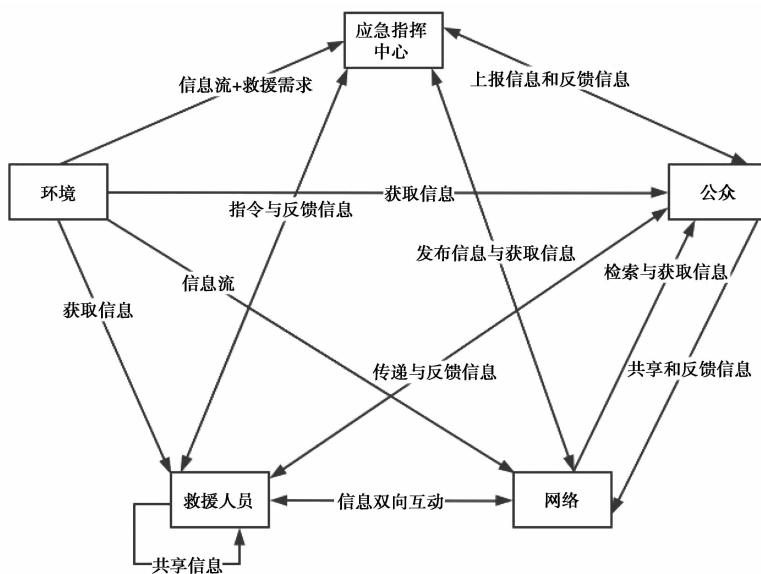 应急指挥
中心
信息流+救援需求
上报信息和反馈信息
环境
获取信息
公众
指令与反馈信息
发布信息与获取信息
检索与获取信息
信息流
获取信息
传递与反馈信息
共享和反馈信息
救援人员
信息双向互动
网络
共享信息